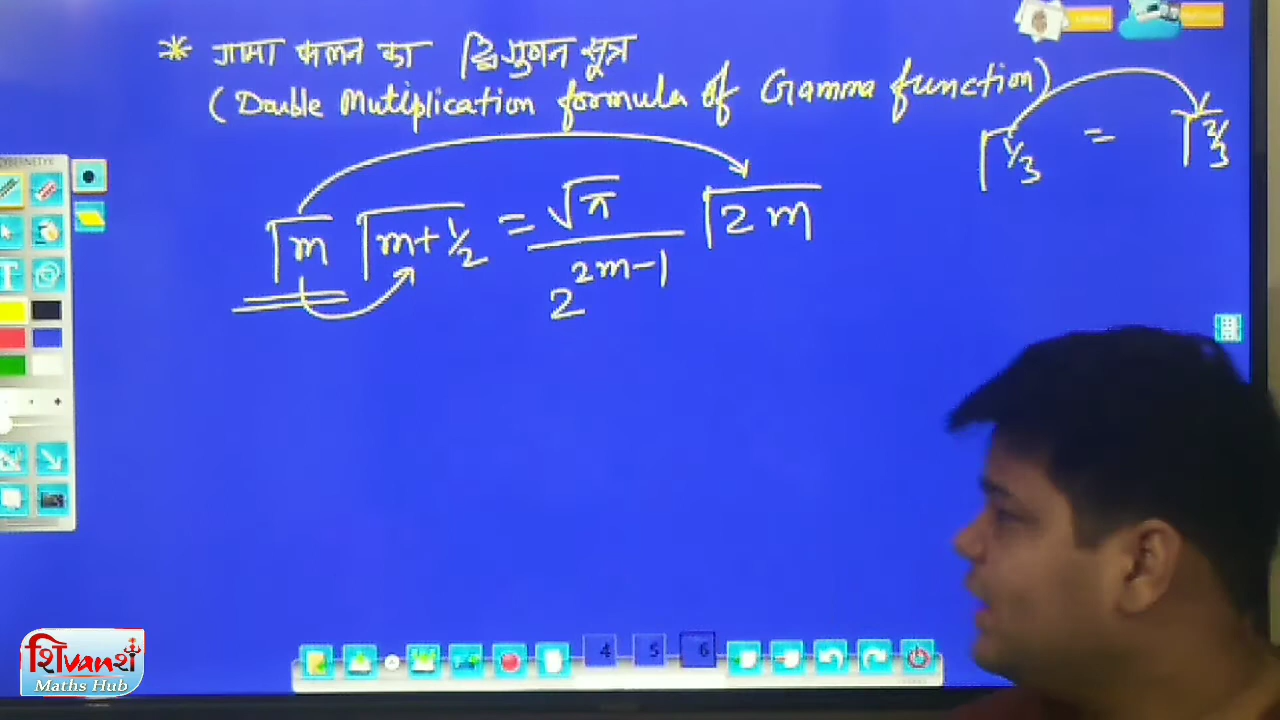 * गामा फलन का द्विगुणन सूत्र
(Double Mutiplication formula of Gamma function)
Γ1/3 = Γ2/3
Γm Γm+1/2 = √π / 2^(2m-1) Γ2m
T
4 5 6
शिvanशी
Maths Hub